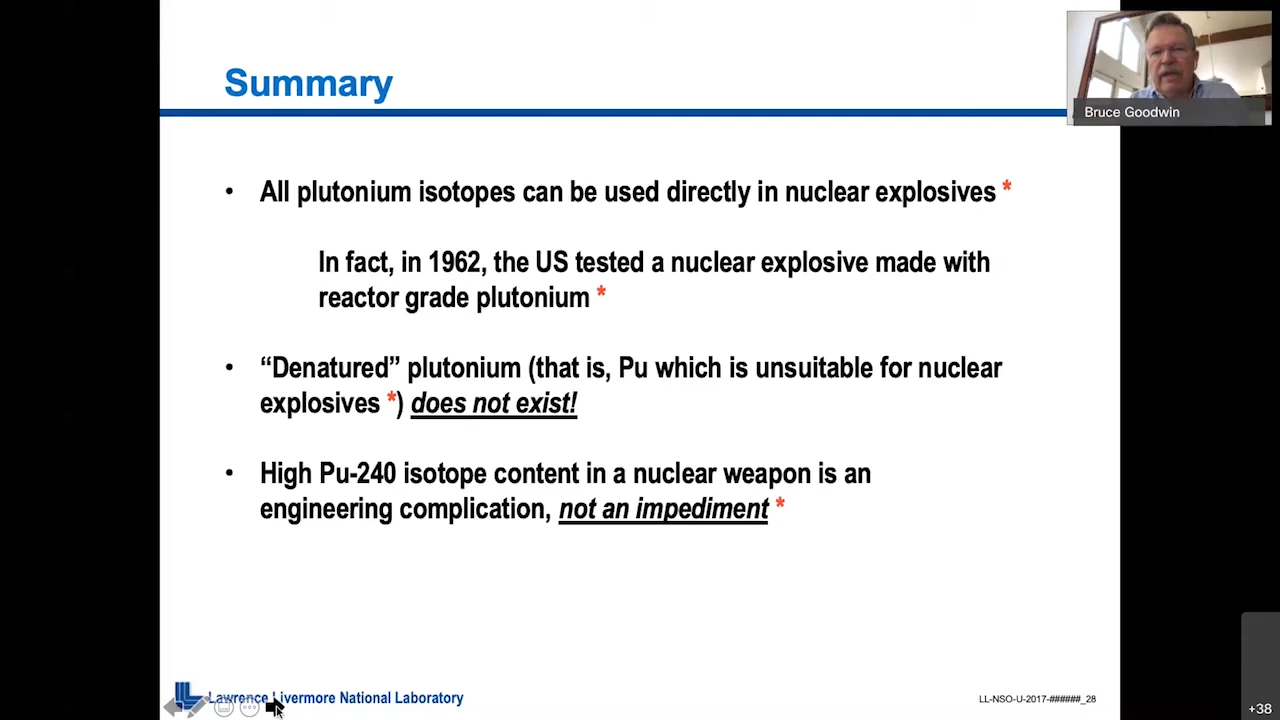 Summary
Bruce Goodwin
• All plutonium isotopes can be used directly in nuclear explosives *
In fact, in 1962, the US tested a nuclear explosive made with
reactor grade plutonium *
• “Denatured” plutonium (that is, Pu which is unsuitable for nuclear
explosives *) does not exist!
• High Pu-240 isotope content in a nuclear weapon is an
engineering complication, not an impediment *
Lawrence Livermore National Laboratory
LL-NSO-U-2017-######_28
+38